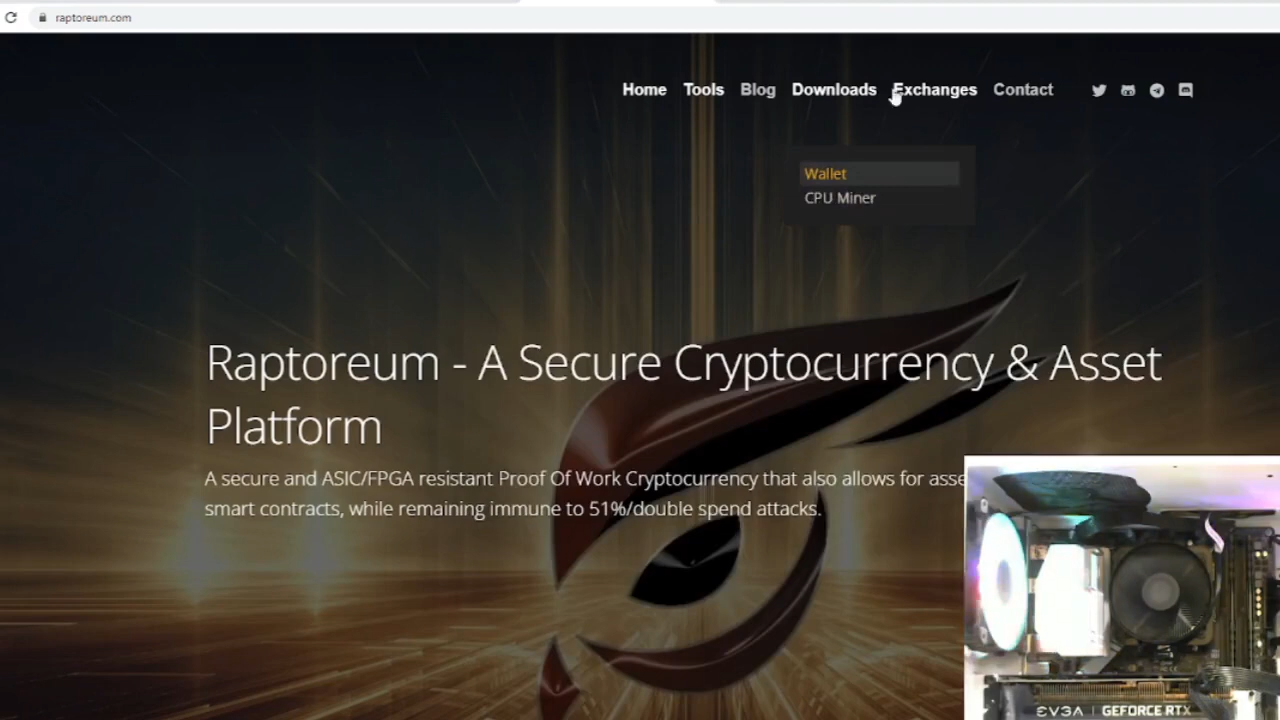 raptoreum.com
Home Tools Blog Downloads Exchanges Contact
Wallet
CPU Miner
Raptoreum - A Secure Cryptocurrency & Asset
Platform
A secure and ASIC/FPGA resistant Proof Of Work Cryptocurrency that also allows for asse
smart contracts, while remaining immune to 51%/double spend attacks.
EVGA GEFORCE RTX